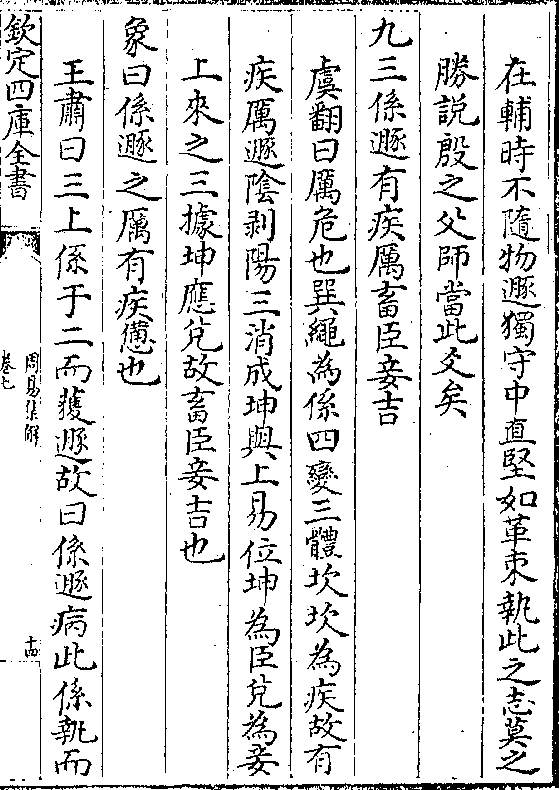 在輔時不隨物遯獨守中直堅如革束執此之志莫之
勝說殷之父師當此爻矣
九三係遯有疾厲畜臣妾吉
虞翻曰厲危也巽繩為係四變三體坎坎為疾故有
疾厲遯陰剥陽三消成坤與上易位坤為臣兌為妾
上來之三據坤應兌故畜臣妾吉也
象曰係遯之厲有疾憊也
王肅曰三上係于二而獲遯故曰係遯病此係執而
欽定四庫全書
周易集解
卷七
十四